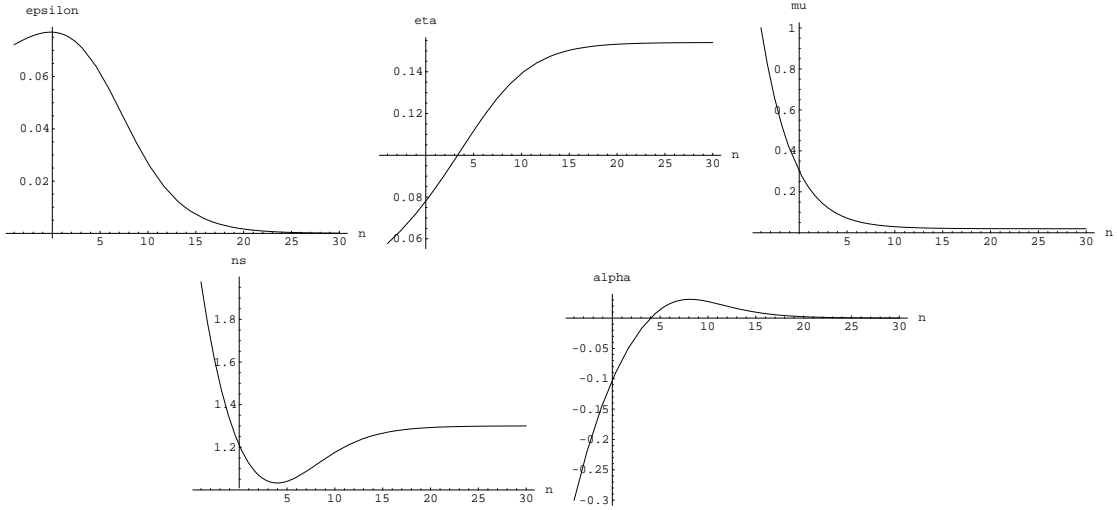 epsilon
0.06
0.04
0.02
5 10 15 20 25 30 n
eta
0.14
0.12
0.08
0.06
5 10 15 20 25 30 n
mu
1
0.8
0.6
0.4
0.2
5 10 15 20 25 30 n
ns
1.8
1.6
1.4
1.2
5 10 15 20 25 30 n
alpha
5 10 15 20 25 30 n
-0.05
-0.1
-0.15
-0.2
-0.25
-0.3